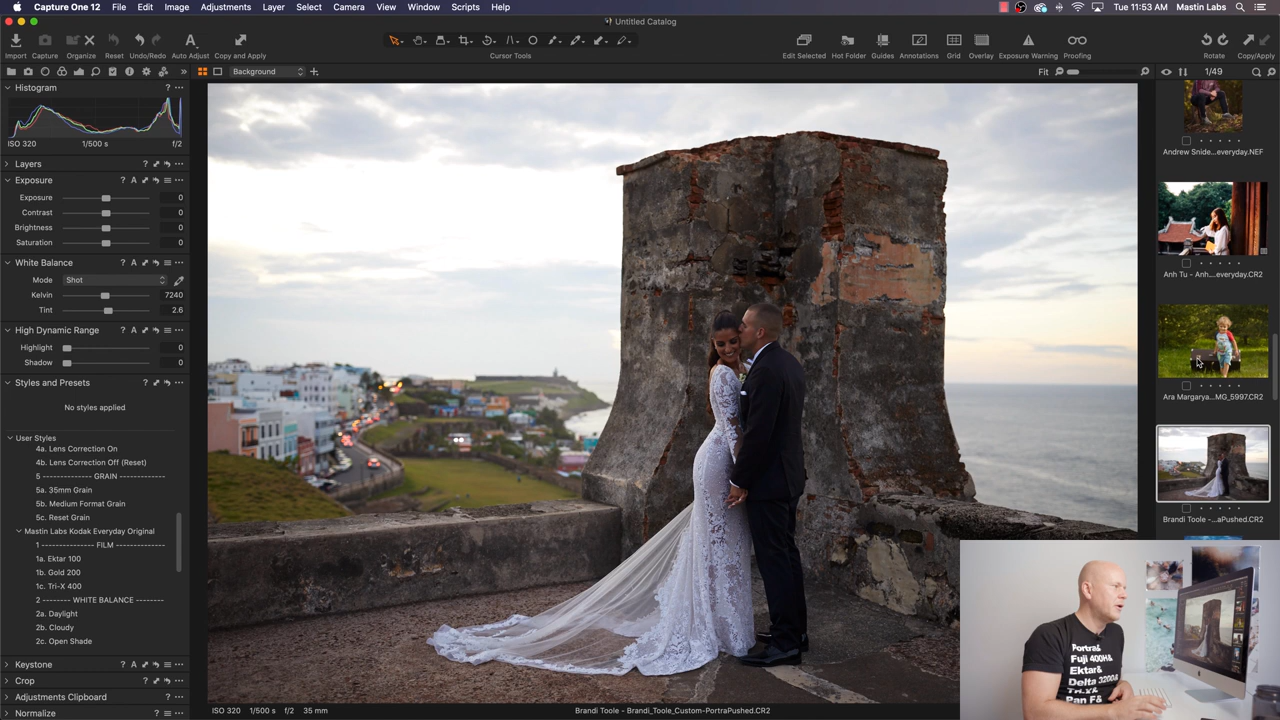 Capture One 12 File Edit Image Adjustments Layer Select Camera View Adjustments Window Scripts Help
Tue 11:53 AM Mastin Labs
Untitled Catalog
Import Capture Organize Reset Undo/Redo Auto Adjust Copy and Apply
Cursor Tools
Edit Selected Hot Folder Guides Annotations Grid Overlay Exposure Warning Proofing
Rotate Copy/Apply
Background
Fit
1/49
Histogram
ISO 320 1/500 s f/2
Layers
Exposure
Exposure 0
Contrast 0
Brightness 0
Saturation 0
White Balance
Mode Shot
Kelvin 7240
Tint 2.6
High Dynamic Range
Highlight 0
Shadow 0
Styles and Presets
No styles applied
User Styles
4a. Lens Correction On
4b. Lens Correction Off (Reset)
5 ------------- GRAIN -------------
5a. 35mm Grain
5b. Medium Format Grain
5c. Reset Grain
Mastin Labs Kodak Everyday Original
1 --------------- FILM ---------------
1a. Ektar 100
1b. Gold 200
1c. Tri-X 400
2 -------- WHITE BALANCE --------
2a. Daylight
2b. Cloudy
2c. Open Shade
Keystone
Crop
Adjustments Clipboard
Normalize
Andrew Snide...everyday.NEF
Anh Tu - Anh....everyday.CR2
Ara Margarya...MG_5997.CR2
Brandi Toole -...aPushed.CR2
ISO 320 1/500 s f/2 35 mm
Brandi Toole - Brandi_Toole_Custom-PortraPushed.CR2
Portra&
Fuji 400H&
Ektar&
Delta 3200&
Tri-X&
Pan F&